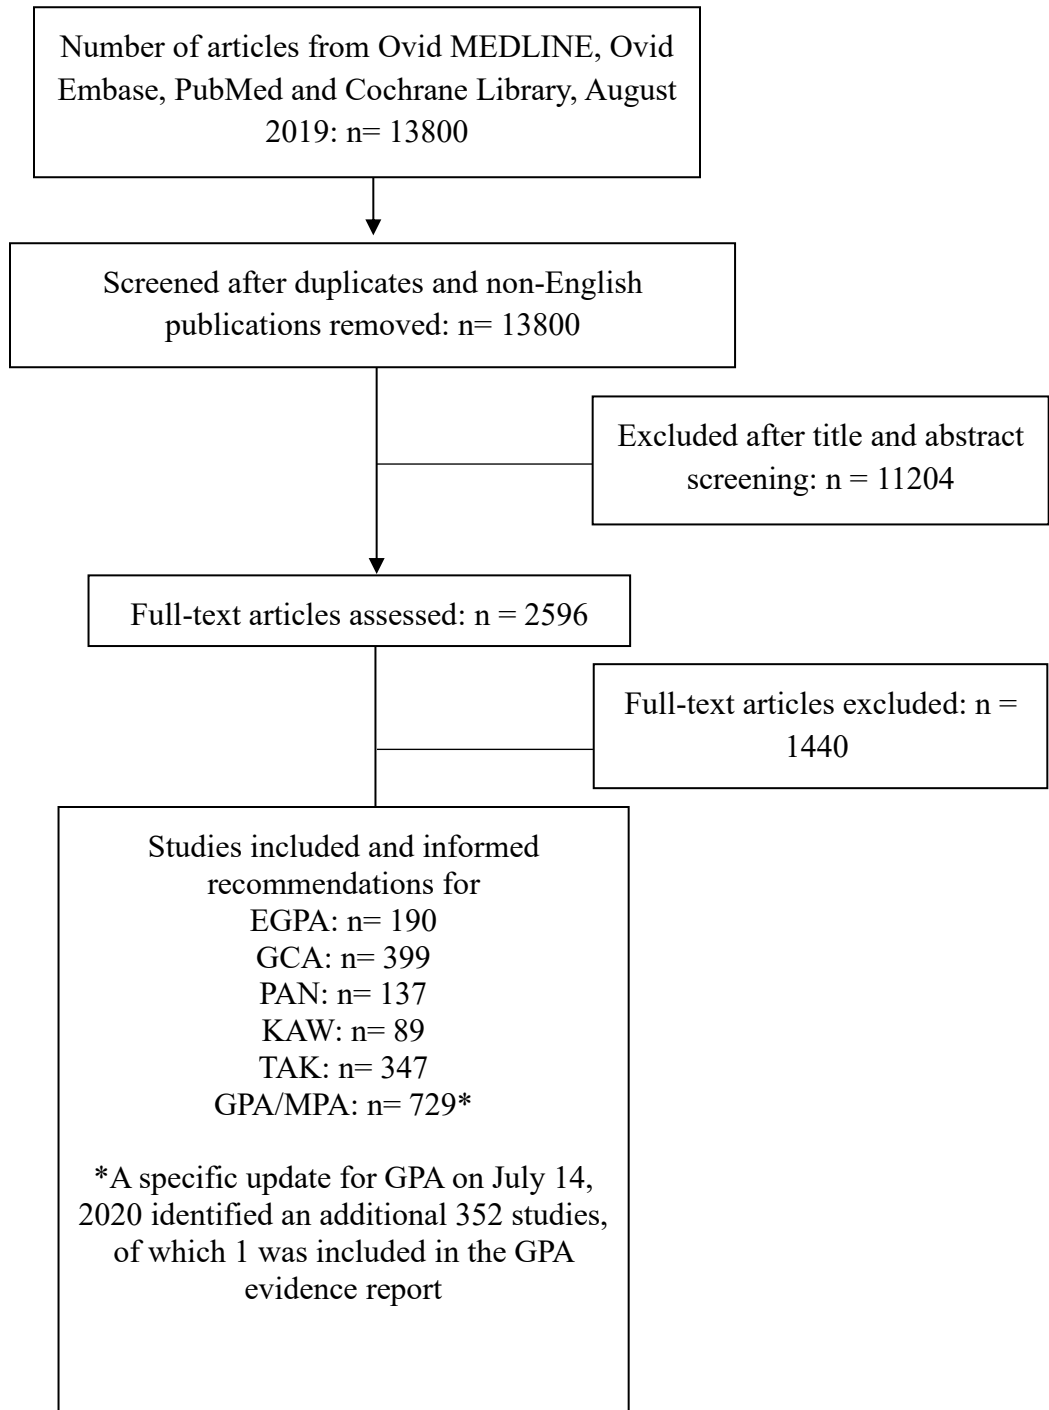 Number of articles from Ovid MEDLINE, Ovid
Embase, PubMed and Cochrane Library, August
2019: n= 13800
Screened after duplicates and non-English
publications removed: n= 13800
Excluded after title and abstract
screening: n = 11204
Full-text articles assessed: n = 2596
Full-text articles excluded: n =
1440
Studies included and informed
recommendations for
EGPA: n= 190
GCA: n= 399
PAN: n= 137
KAW: n= 89
TAK: n= 347
GPA/MPA: n= 729*
*A specific update for GPA on July 14,
2020 identified an additional 352 studies,
of which 1 was included in the GPA
evidence report